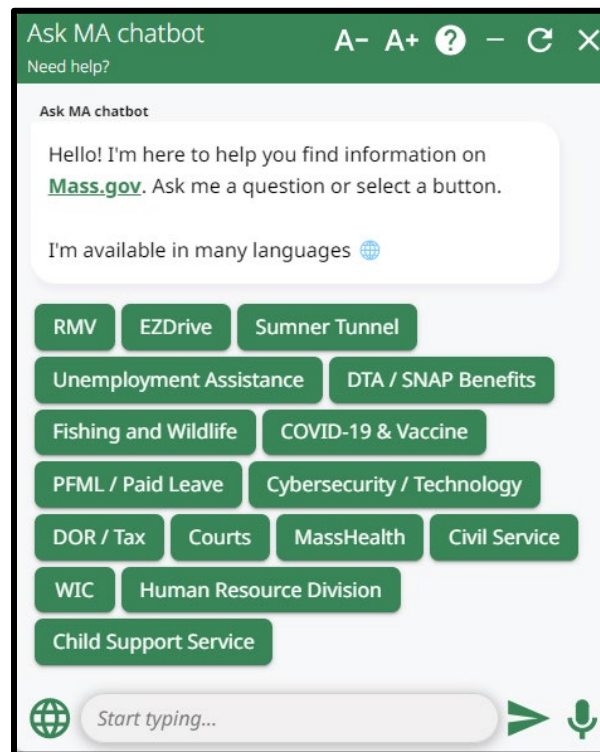 Ask MA chatbot A- A+ ?
Need help?
Ask MA chatbot
Hello! I'm here to help you find information on
Mass.gov. Ask me a question or select a button.
I'm available in many languages
RMV EZDrive Sumner Tunnel
Unemployment Assistance DTA / SNAP Benefits
Fishing and Wildlife COVID-19 & Vaccine
PFML / Paid Leave Cybersecurity / Technology
DOR / Tax Courts MassHealth Civil Service
WIC Human Resource Division
Child Support Service
Start typing...